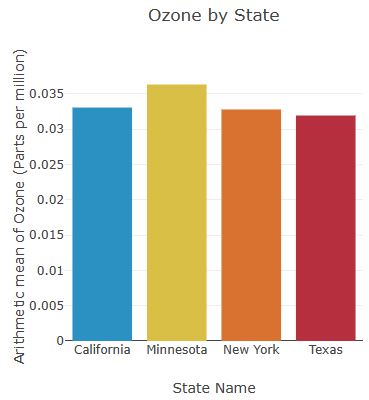 Ozone by State
Arithmetic mean of Ozone (Parts per million)
0.035
0.03
0.025
0.02
0.015
0.01
0.005
0
California Minnesota New York Texas
State Name